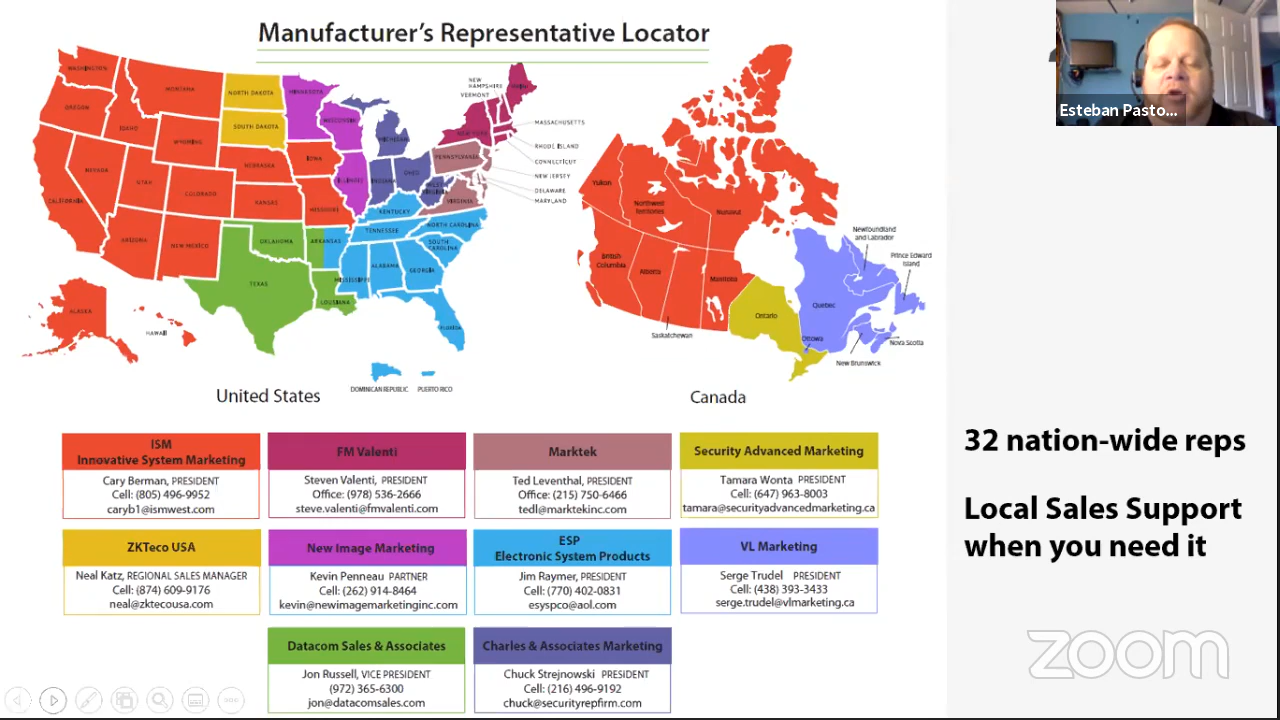 Manufacturer's Representative Locator
WASHINGTON
OREGON
IDAHO
MONTANA
WYOMING
NEVADA
UTAH
COLORADO
CALIFORNIA
ARIZONA
NEW MEXICO
NORTH DAKOTA
SOUTH DAKOTA
NEBRASKA
KANSAS
IOWA
MISSOURI
MINNESOTA
WISCONSIN
ILLINOIS
MICHIGAN
INDIANA
OHIO
WEST
VIRGINIA
PENNSYLVANIA
VIRGINIA
NEW YORK
NEW
HAMPSHIRE
VERMONT
MAINE
MASSACHUSETTS
RHODE ISLAND
CONNECTICUT
NEW JERSEY
DELAWARE
MARYLAND
KENTUCKY
TENNESSEE
NORTH CAROLINA
SOUTH
CAROLINA
MISSISSIPPI
ALABAMA
GEORGIA
FLORIDA
OKLAHOMA
ARKANSAS
TEXAS
LOUISIANA
ALASKA
HAWAII
DOMINICAN REPUBLIC
PUERTO RICO
United States
Yukon
Northwest
Territories
Nunavut
British
Columbia
Alberta
Saskatchewan
Manitoba
Ontario
Ottawa
Quebec
Newfoundland
and Labrador
Prince Edward
Island
Nova Scotia
New Brunswick
Canada
ISM
Innovative System Marketing
Cary Berman, PRESIDENT
Cell: (805) 496-9952
caryb1@ismwest.com
FM Valenti
Steven Valenti, PRESIDENT
Office: (978) 536-2666
steve.valenti@fmvalenti.com
Marktek
Ted Leventhal, PRESIDENT
Office: (215) 750-6466
tedl@marktekinc.com
Security Advanced Marketing
Tamara Wonta PRESIDENT
Cell: (647) 963-8003
tamara@securityadvancedmarketing.ca
ZKTeco USA
Neal Katz, REGIONAL SALES MANAGER
Cell: (874) 609-9176
neal@zktecousa.com
New Image Marketing
Kevin Penneau PARTNER
Cell: (262) 914-8464
kevin@newimagemarketinginc.com
ESP
Electronic System Products
Jim Raymer, PRESIDENT
Cell: (770) 402-0831
esyspco@aol.com
VL Marketing
Serge Trudel PRESIDENT
Cell: (438) 393-3433
serge.trudel@vlmarketing.ca
Datacom Sales & Associates
Jon Russell, VICE PRESIDENT
(972) 365-6300
jon@datacomsales.com
Charles & Associates Marketing
Chuck Strejnowski PRESIDENT
Cell: (216) 496-9192
chuck@securityrepfirm.com
Esteban Pasto...
32 nation-wide reps
Local Sales Support
when you need it
zoom